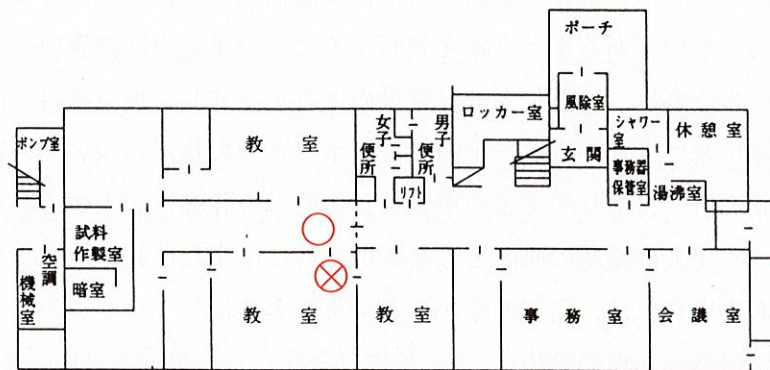 ポーチ
風除室
玄関
ロッカー室
シャワー室
休憩室
事務器保管室
湯沸室
ポンプ室
教室
女子便所
男子便所
リフト
試料作製室
暗室
空調機械室
教室
教室
事務室
会議室